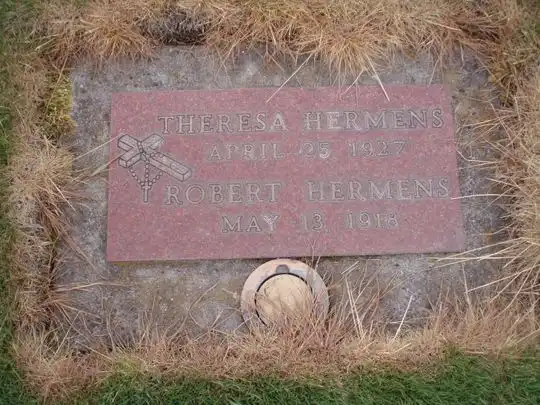 THERESA HERMENS
APRIL 25 1927
ROBERT HERMENS
MAY 13 1918